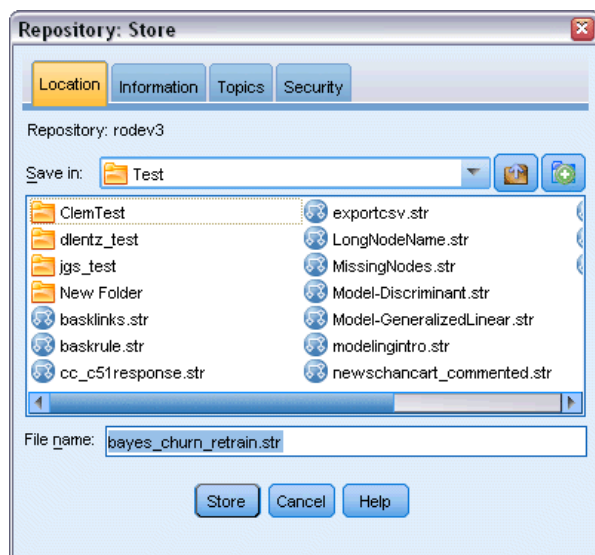 Repository: Store
Location Information Topics Security
Repository: rodev3
Save in: Test
ClemTest
dlentz_test
jgs_test
New Folder
basklinks.str
baskrule.str
cc_c51response.str
exportcsv.str
LongNodeName.str
MissingNodes.str
Model-Discriminant.str
Model-GeneralizedLinear.str
modelingintro.str
newschancart_commented.str
File name: bayes_churn_retrain.str
Store Cancel Help